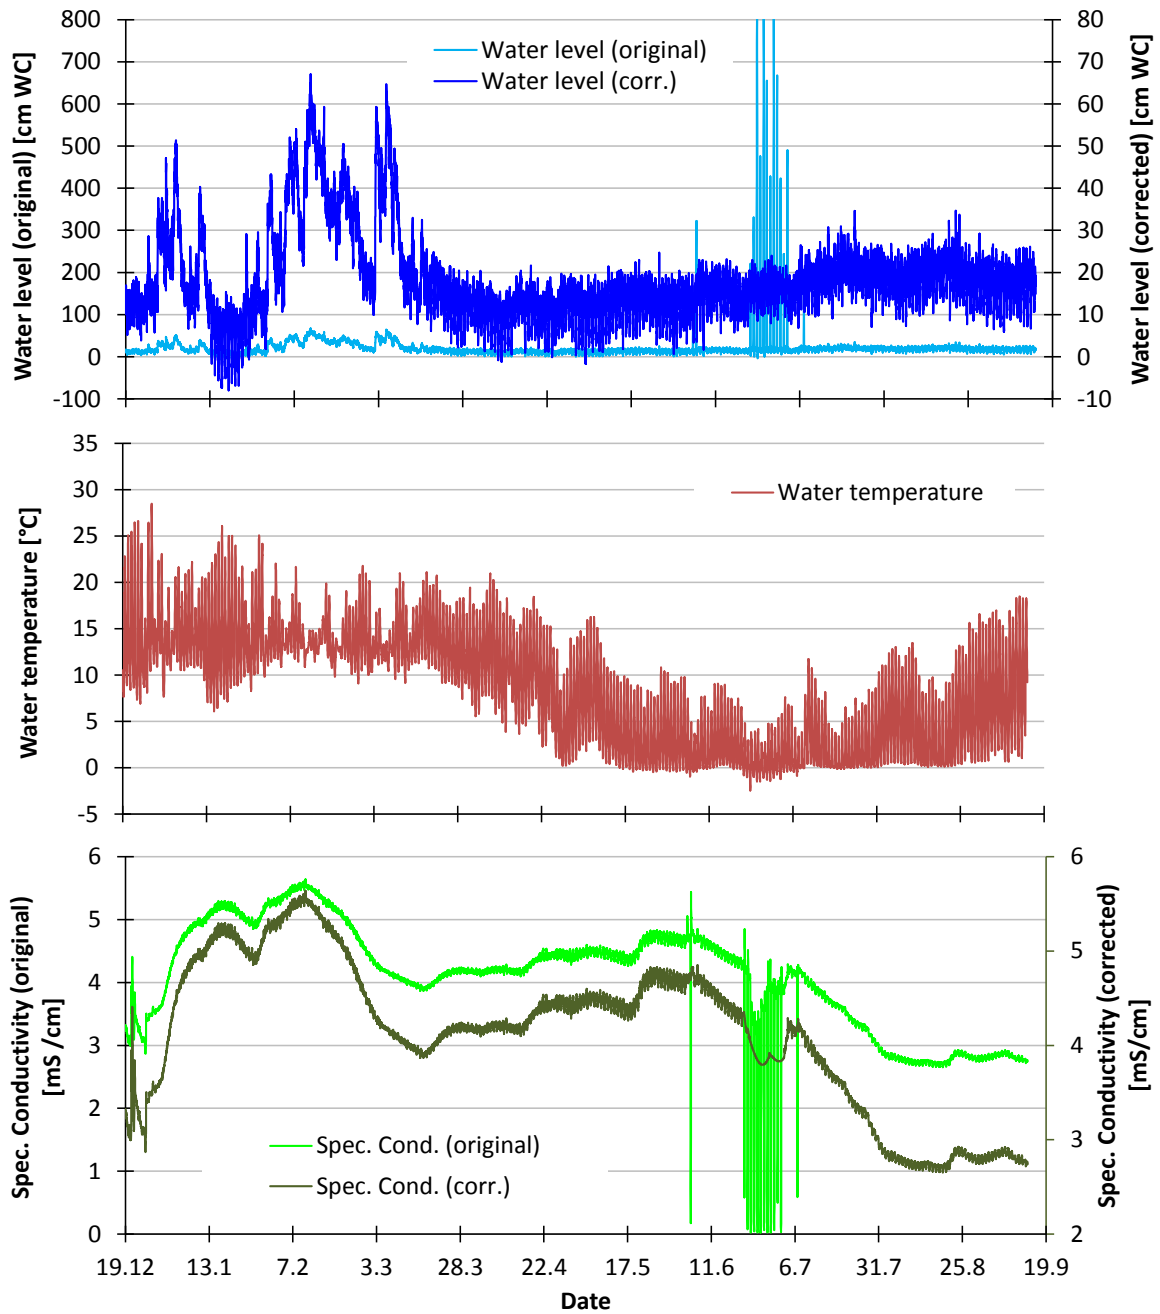 800
700
600
500
400
300
200
100
0
-100
Water level (original) [cm WC]
Water level (original)
Water level (corr.)
80
70
60
50
40
30
20
10
0
-10
Water level (corrected) [cm WC]
35
30
25
20
15
10
5
0
-5
Water temperature [°C]
Water temperature
6
5
4
3
2
1
0
Spec. Conductivity (original)
[mS /cm]
Spec. Cond. (original)
Spec. Cond. (corr.)
6
5
4
3
2
Spec. Conductivity (corrected)
[mS/cm]
19.12 13.1 7.2 3.3 28.3 22.4 17.5 11.6 6.7 31.7 25.8 19.9
Date